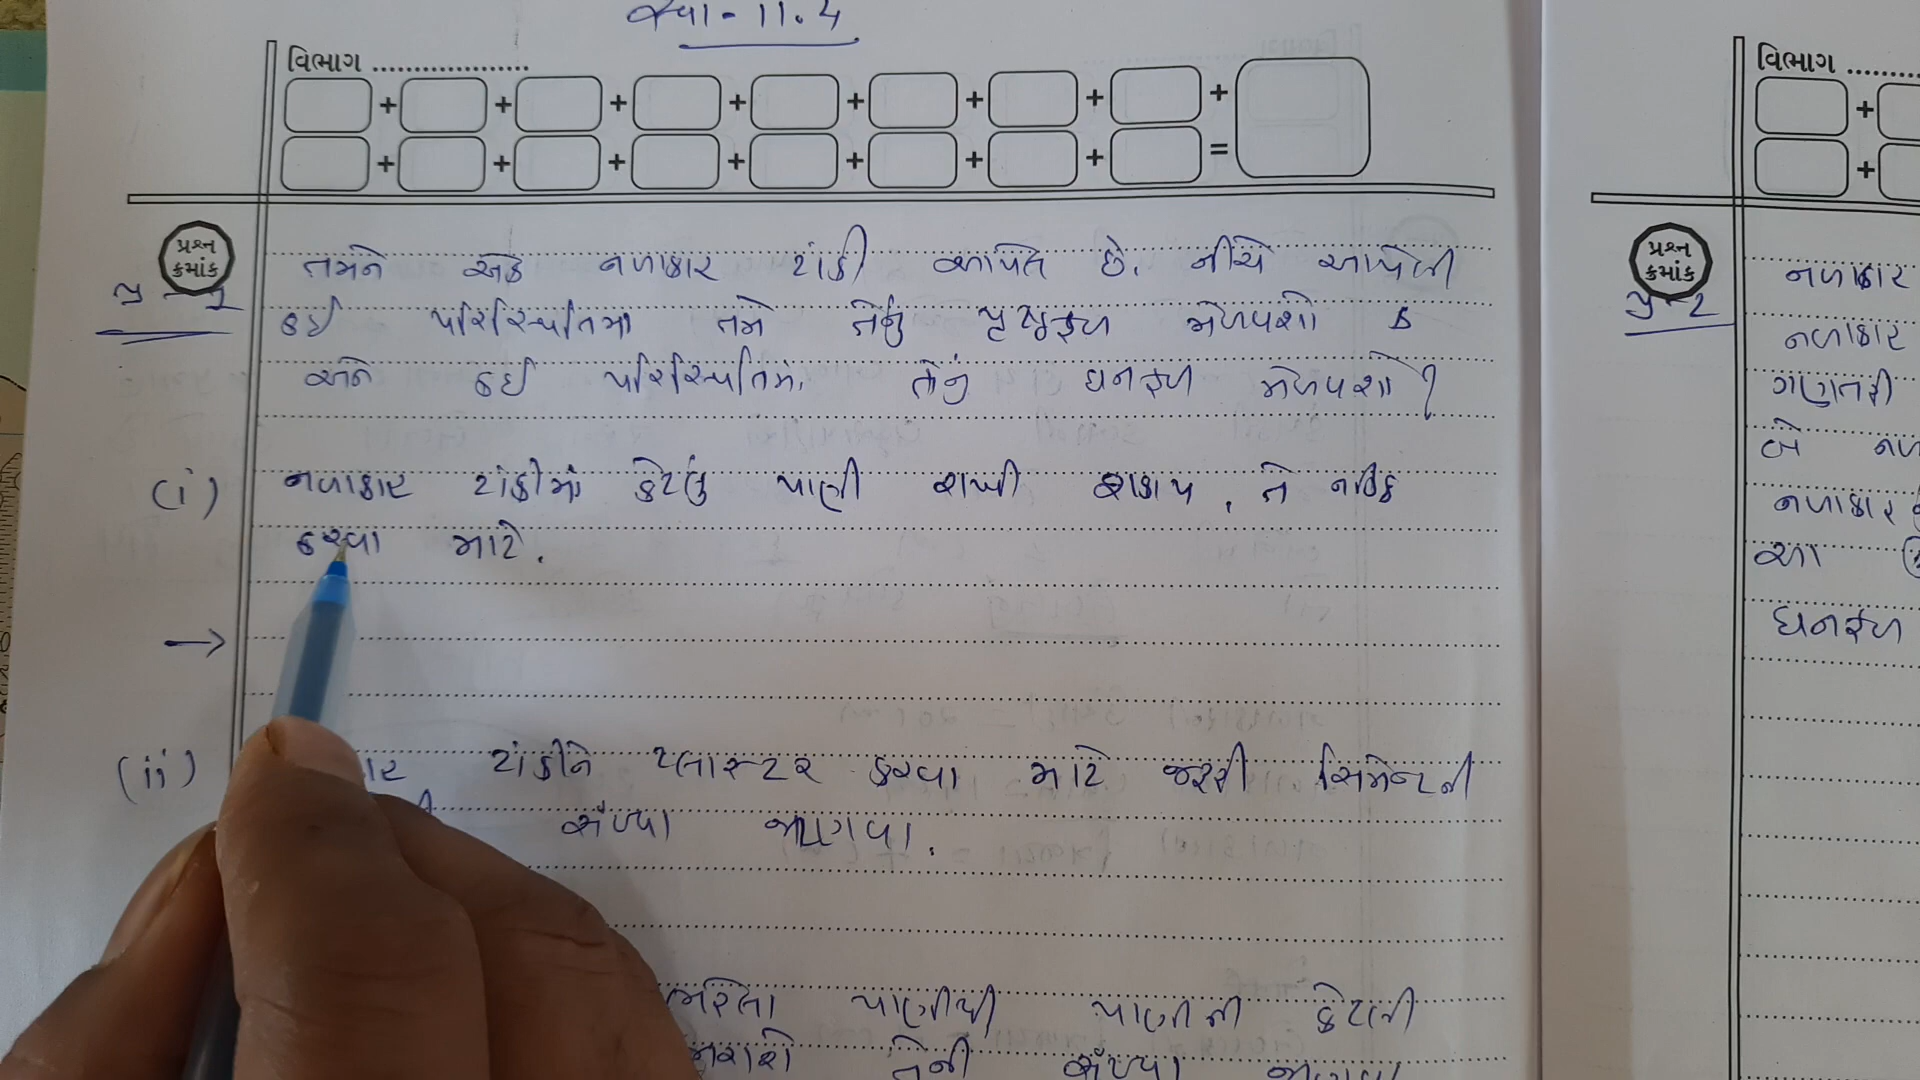 સ્વા - 11.4
વિભાગ ..................
+ + + + + + + +
+ + + + + + + =
પ્રશ્ન
ક્રમાંક
પ્ર - 1
તમને એક નળાકાર ટાંકી આપેલ છે. નીચે આપેલી
કઈ પરિસ્થિતિમાં તમે તેનું પૃષ્ઠફળ મેળવશો ક
અને કઈ પરિસ્થિતિમાં તેનું ઘનફળ મેળવશો?
(i) નળાકાર ટાંકીમાં કેટલું પાણી રાખી શકાય, તે નક્કિ
કરવા માટે.
→
(ii) ટાંકીને પ્લાસ્ટર કરવા માટે જરૂરી સિમેન્ટની
સંખ્યા જાણવા.
ભરેલા પાણીથી પાણીની કેટલી
તેની સંખ્યા જાણવા
વિભાગ ..........
+
+
પ્રશ્ન
ક્રમાંક
પ્ર - 2
નળાકાર
નળાકાર
ગણતરી
બે નળ
નળાકાર
આ
ઘનફળ